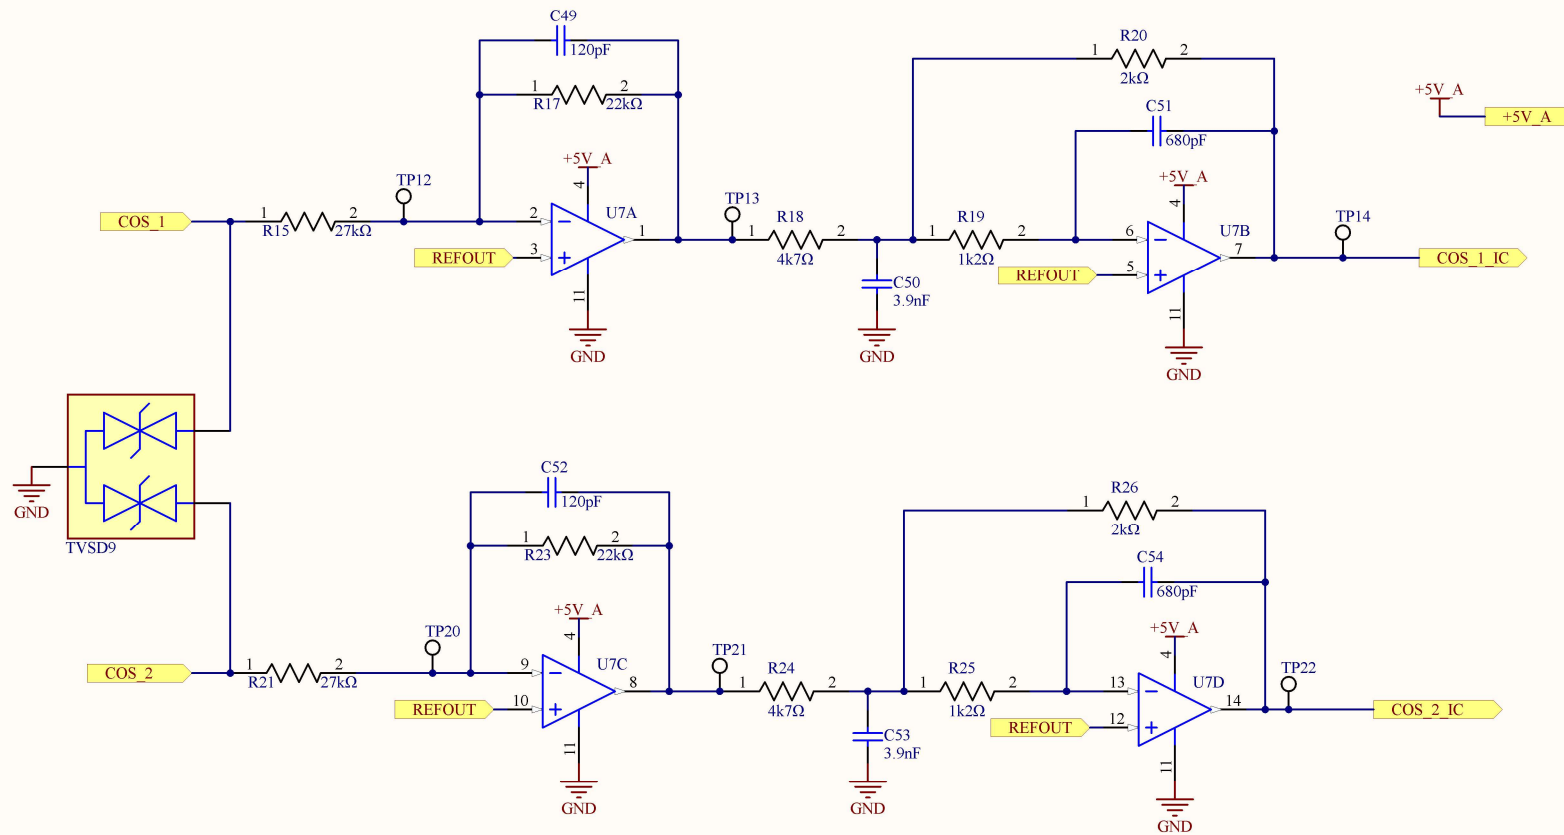 C49
120pF
1
2
R17
22kΩ
+5V_A
4
TP12
COS_1
1
2
R15
27kΩ
2
U7A
1
REFOUT
3
11
GND
TP13
R18
1
2
4k7Ω
C50
3.9nF
GND
R20
1
2
2kΩ
C51
680pF
+5V_A
4
R19
1
2
1k2Ω
6
U7B
7
REFOUT
5
11
GND
TP14
COS_1_IC
+5V_A
+5V_A
GND
TVSD9
C52
120pF
1
2
R23
22kΩ
+5V_A
4
TP20
COS_2
1
2
R21
27kΩ
9
U7C
8
REFOUT
10
11
GND
TP21
R24
1
2
4k7Ω
C53
3.9nF
GND
R26
1
2
2kΩ
C54
680pF
+5V_A
4
R25
1
2
1k2Ω
13
U7D
14
REFOUT
12
11
GND
TP22
COS_2_IC